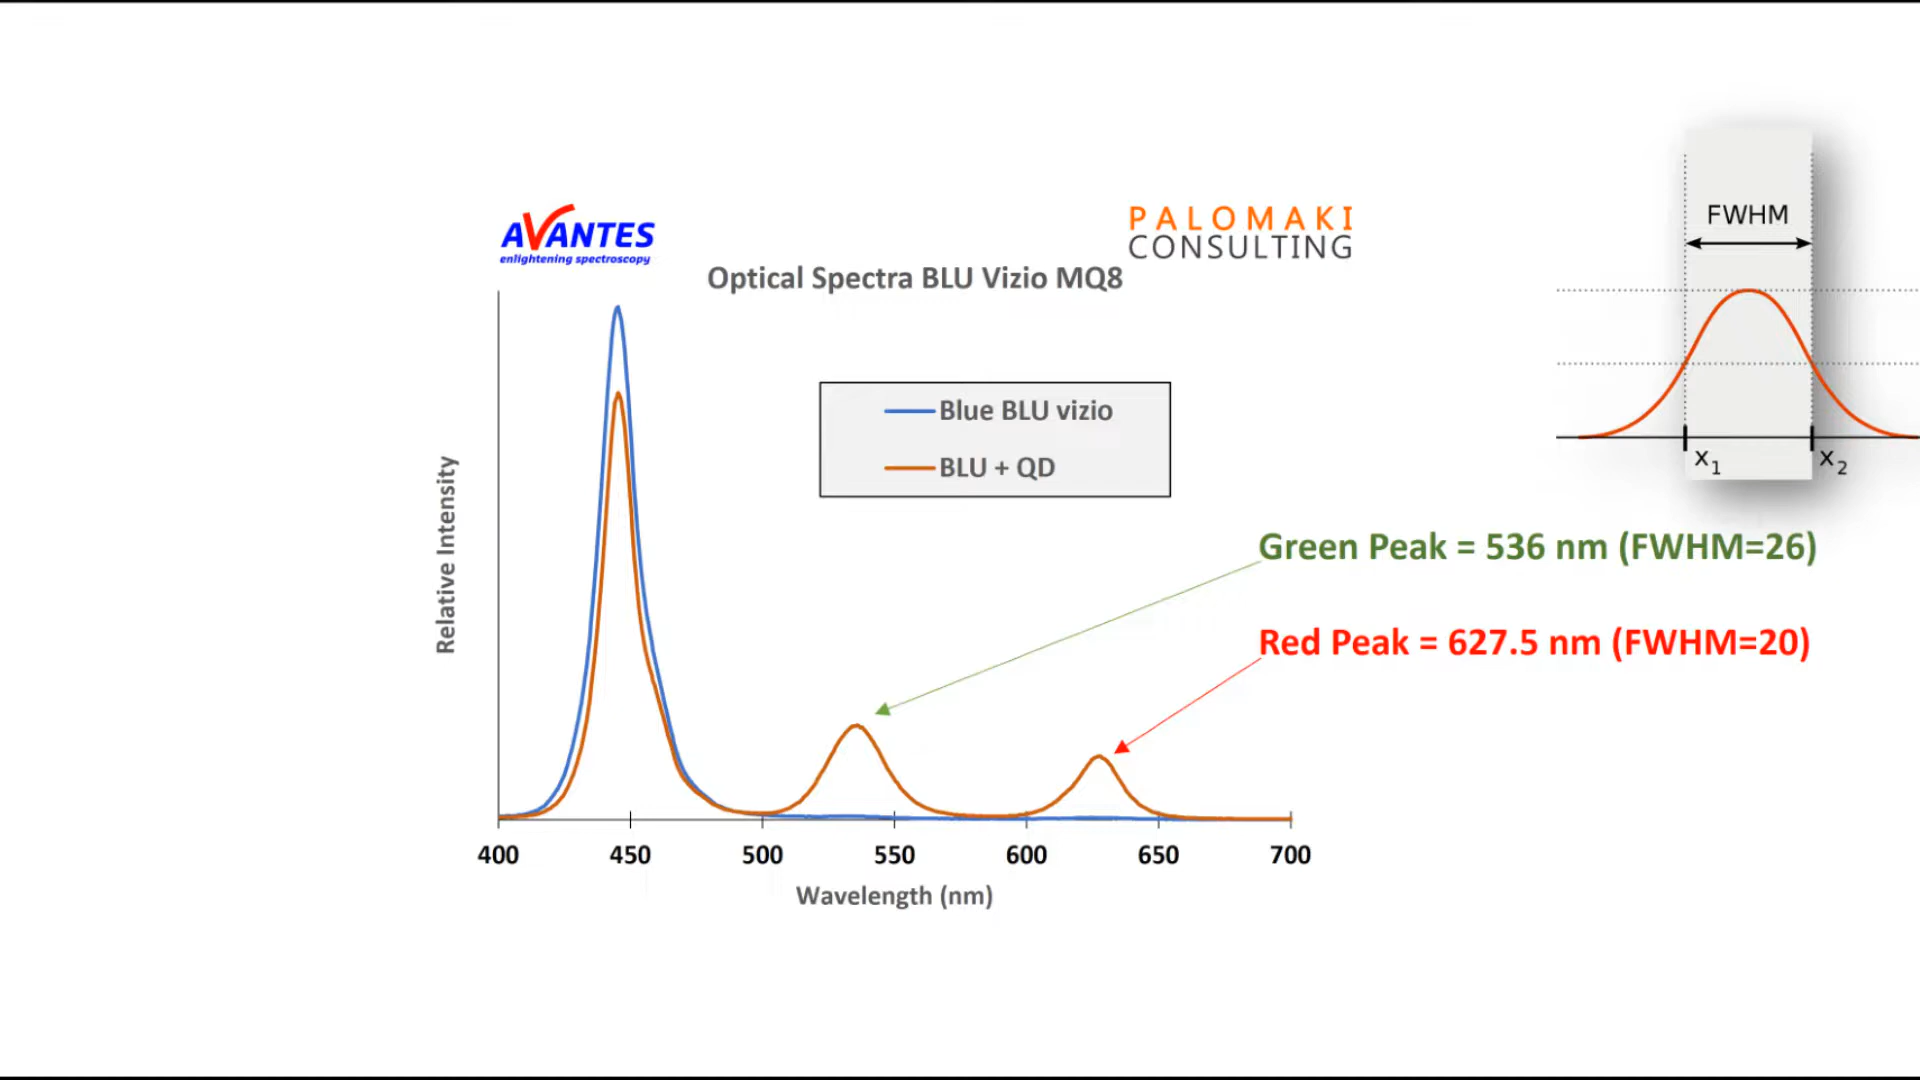 AVANTES
enlightening spectroscopy
PALOMAKI
CONSULTING
Optical Spectra BLU Vizio MQ8
FWHM
x1
x2
Blue BLU vizio
BLU + QD
Green Peak = 536 nm (FWHM=26)
Red Peak = 627.5 nm (FWHM=20)
Relative Intensity
400 450 500 550 600 650 700
Wavelength (nm)